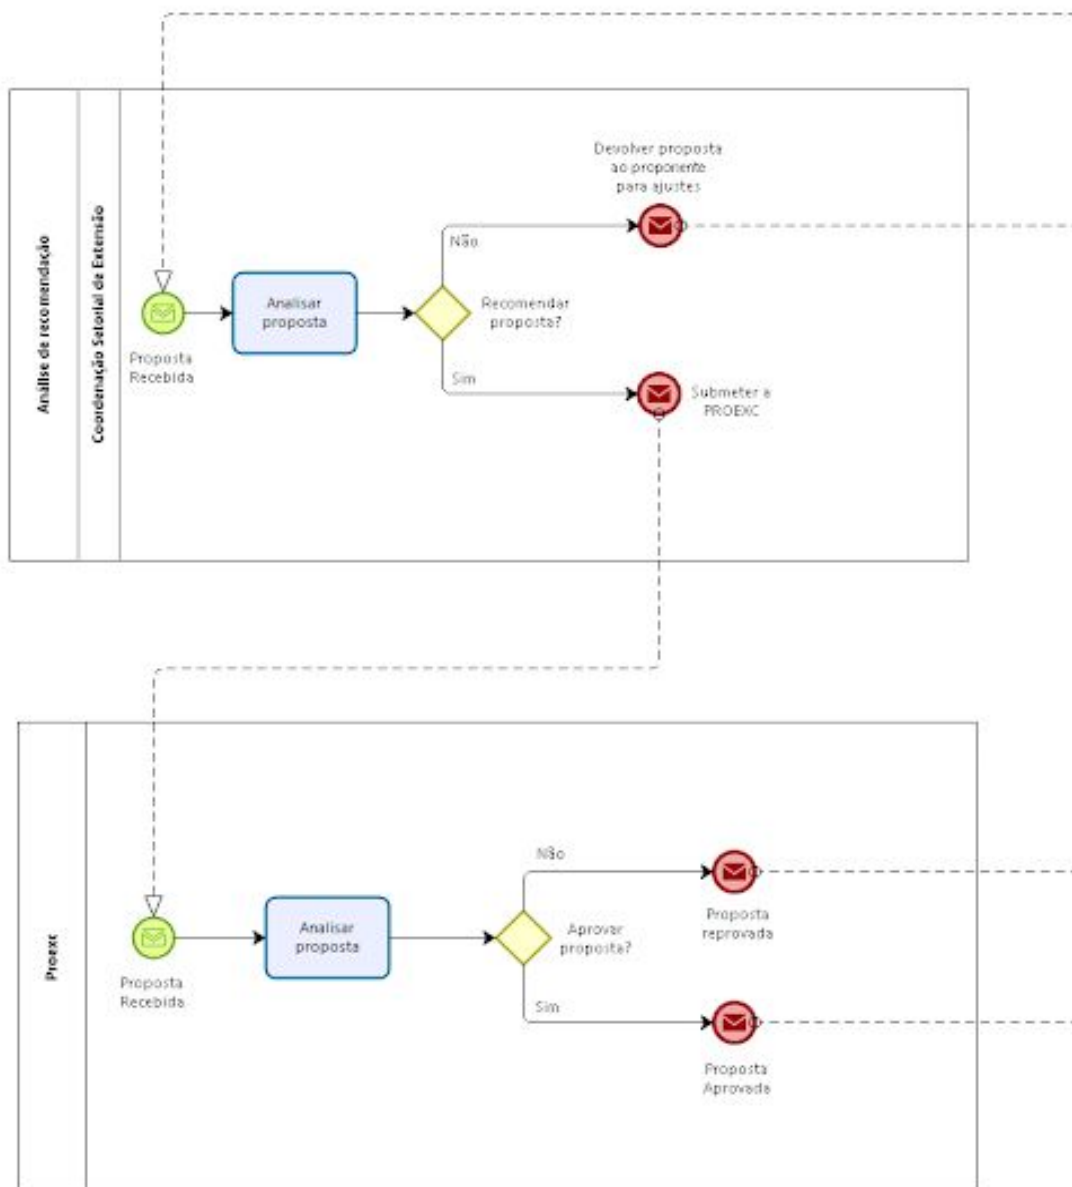 Análise de recomendação
Coordenação Setorial de Extensão
Devolver proposta
ao proponente
para ajustes
Não
Analisar
proposta
Recomendar
proposta?
Proposta
Recebida
Sim
Submeter a
PROEXC
Proexc
Não
Analisar
proposta
Aprovar
proposta?
Proposta
reprovada
Proposta
Recebida
Sim
Proposta
Aprovada